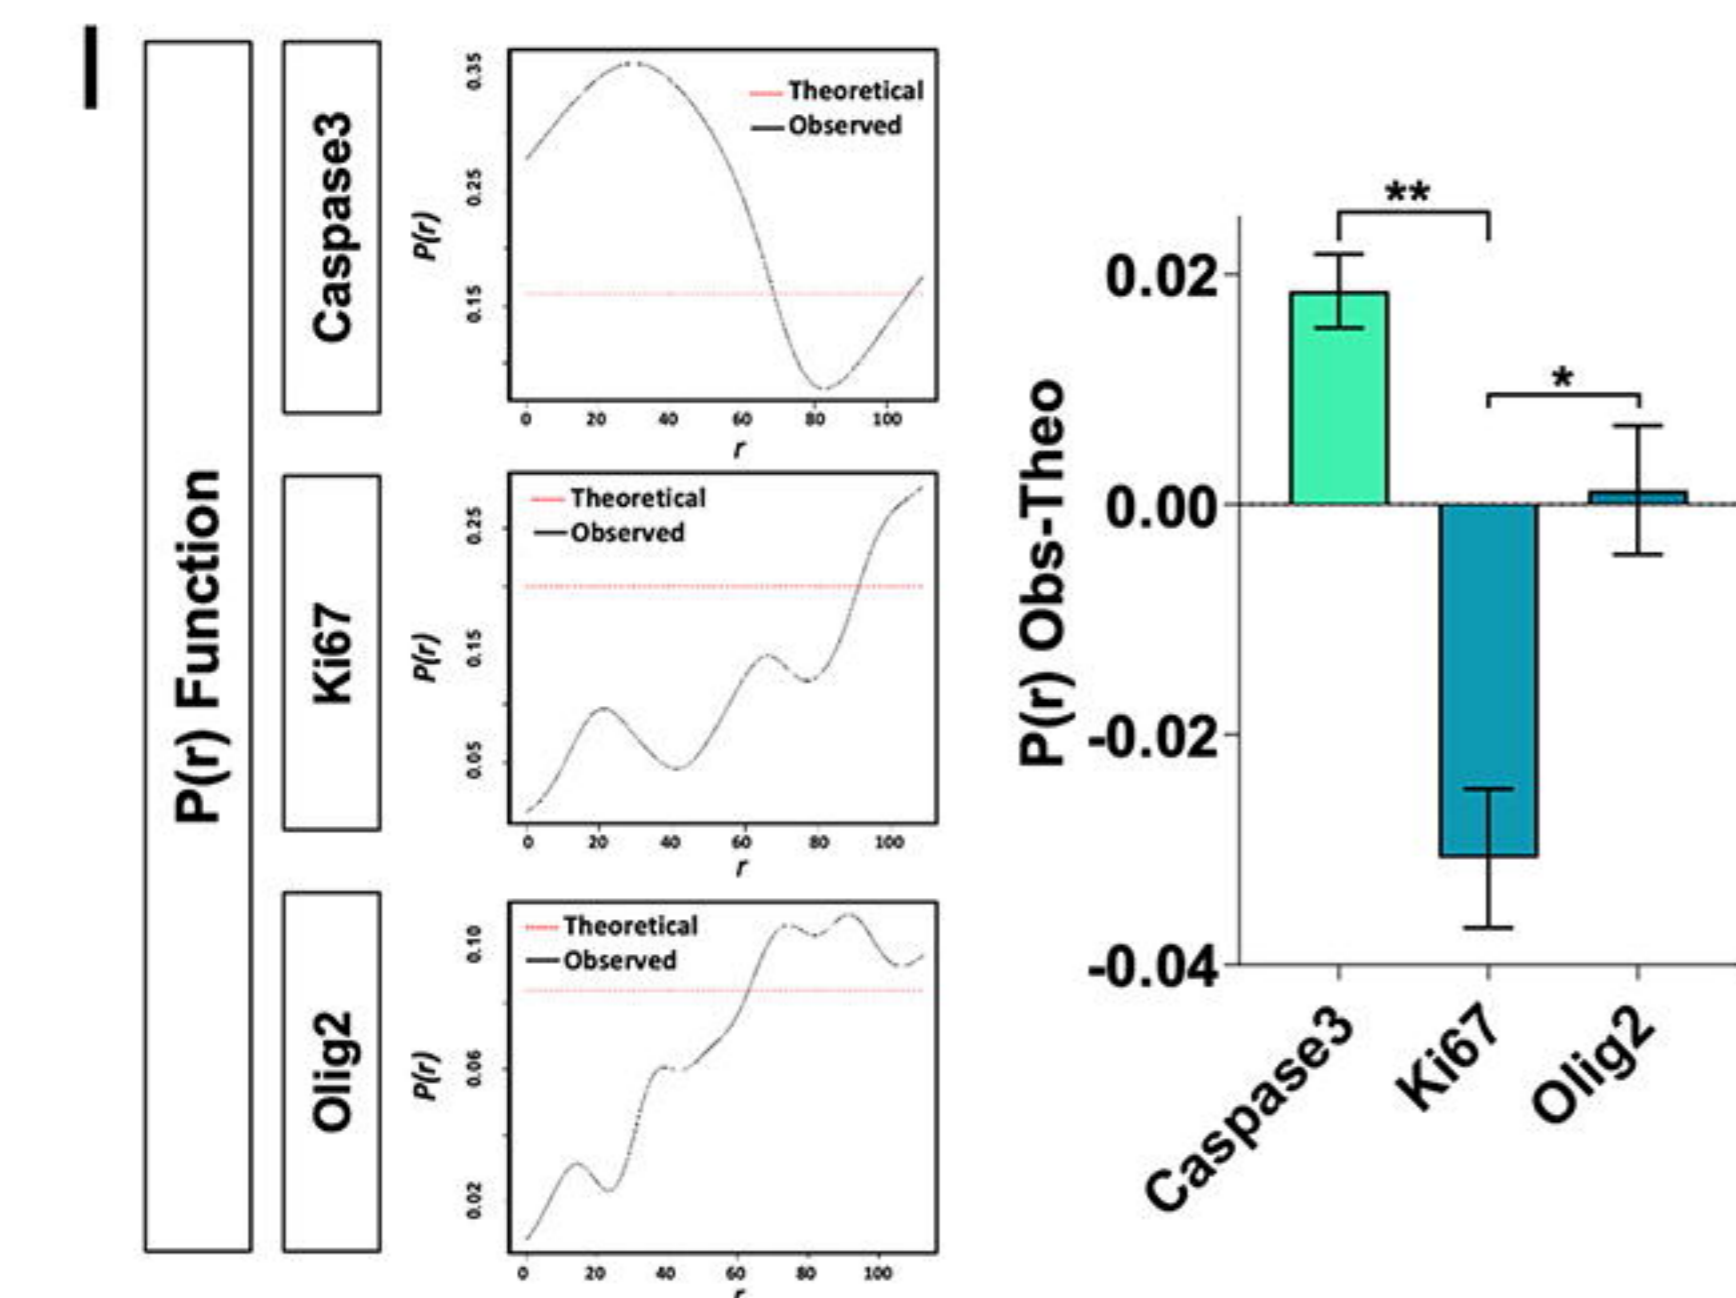 I
P(r) Function
Caspase3
P(r)
0.35
0.25
0.15
Theoretical
Observed
0 20 40 60 80 100
r
Ki67
P(r)
0.25
0.15
0.05
Theoretical
Observed
0 20 40 60 80 100
r
Olig2
P(r)
0.10
0.06
0.02
Theoretical
Observed
0 20 40 60 80 100
r
P(r) Obs-Theo
0.02
0.00
-0.02
-0.04
**
*
Caspase3
Ki67
Olig2